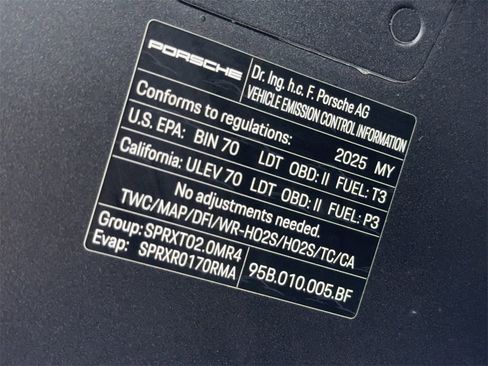 PORSCHE
Dr. Ing. h.c. F. Porsche AG
VEHICLE EMISSION CONTROL INFORMATION
Conforms to regulations: 2025 MY
U.S. EPA: BIN 70 LDT OBD: II FUEL: T3
California: ULEV 70 LDT OBD: II FUEL: P3
No adjustments needed.
TWC/MAP/DFI/WR-HO2S/HO2S/TC/CA
Group: SPRXT02.0MR4
Evap: SPRXR0170RMA
95B.010.005.BF